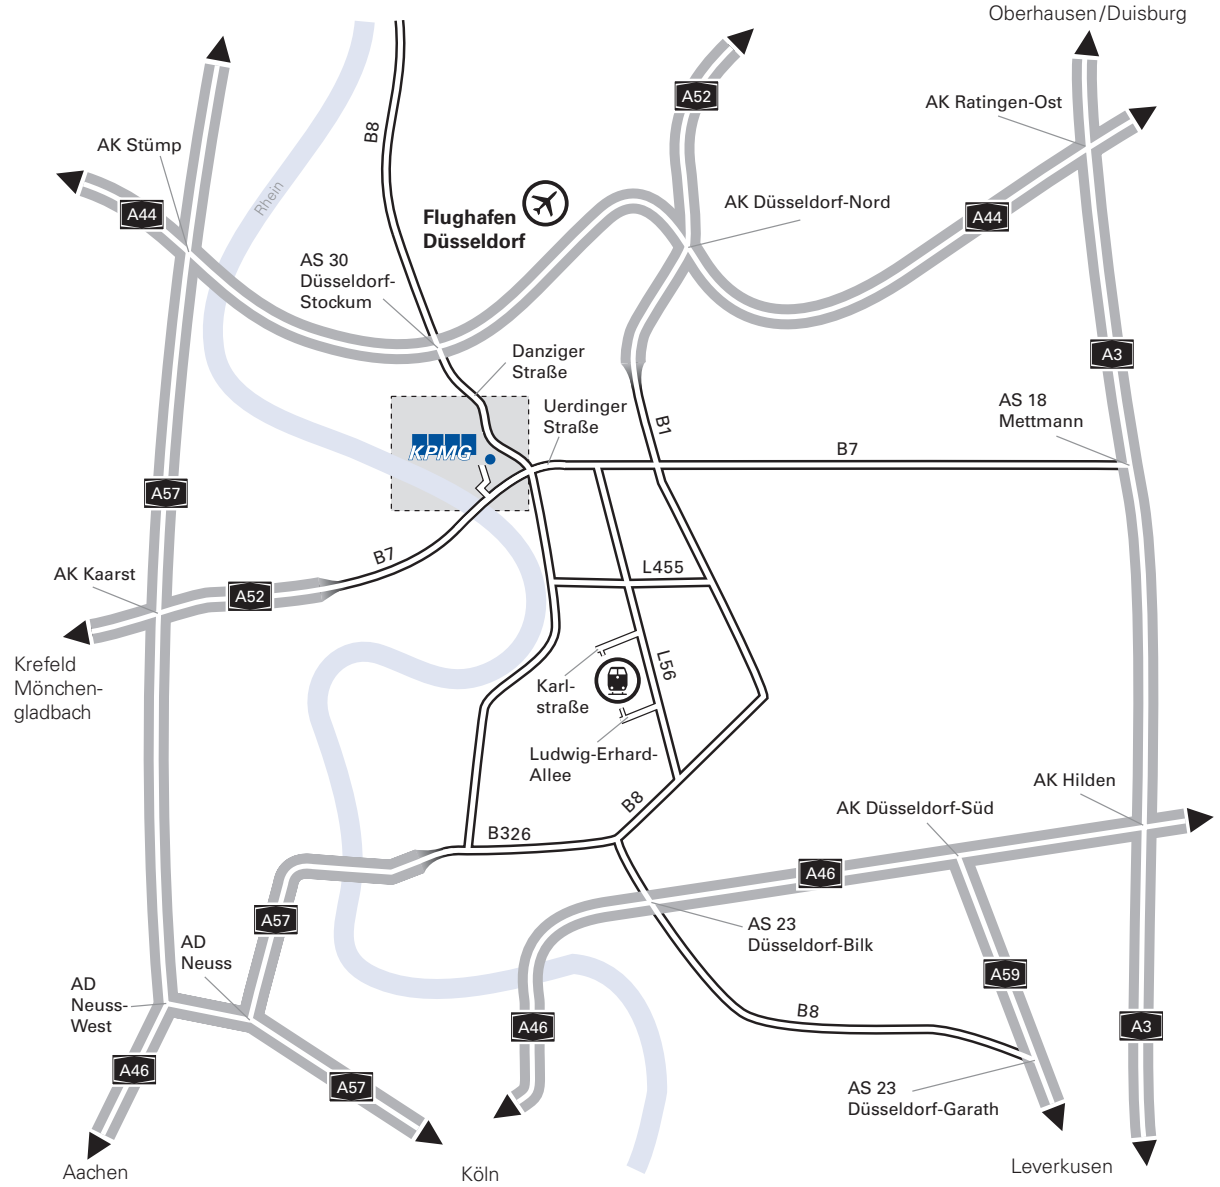 Oberhausen/Duisburg
A52
AK Ratingen-Ost
B8
AK Stümp
Rhein
A44
Flughafen
Düsseldorf
AK Düsseldorf-Nord
A44
AS 30
Düsseldorf-
Stockum
Danziger
Straße
A3
Uerdinger
Straße
AS 18
Mettmann
B1
B7
KPMG
A57
B7
AK Kaarst
A52
L455
Krefeld
Mönchen-
gladbach
L56
Karl-
straße
Ludwig-Erhard-
Allee
AK Hilden
B8
AK Düsseldorf-Süd
B326
A46
A57
AS 23
Düsseldorf-Bilk
AD
Neuss
A59
AD
Neuss-
West
B8
A46
A3
A46
A57
AS 23
Düsseldorf-Garath
Aachen
Köln
Leverkusen